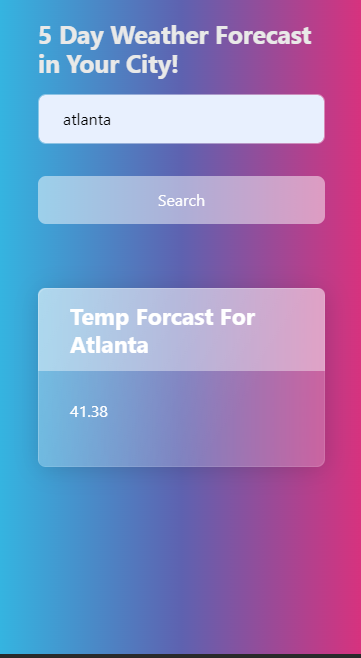 5 Day Weather Forecast
in Your City!
atlanta
Search
Temp Forcast For
Atlanta
41.38